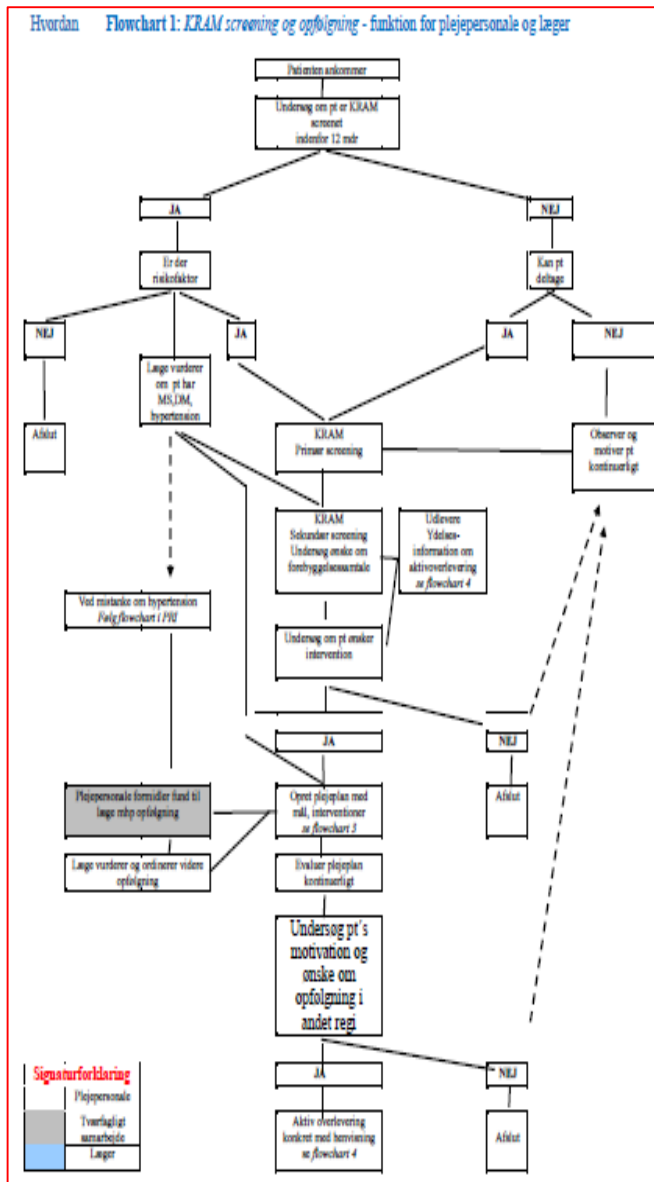 Hvordan Flowchart 1: KRAM screening og opfølgning - funktion for plejepersonale og læger
Patienten ankommer
Undersøg om pt er KRAM
screenet
indenfor 12 mdr
JA
NEJ
Er der
risikofaktor
Kan pt
deltage
NEJ
JA
JA
NEJ
Læge vurderer
om pt har
MS,DM,
hypertension
Afslut
KRAM
Primær screening
Observer og
motiver pt
kontinuerligt
KRAM
Sekundær screening
Undersøg ønske om
forebyggelsessamtale
Udlevere
Ydelses-
information om
aktivoverlevering
se flowchart 4
Ved mistanke om hypertension
Følg flowchart i PRI
Undersøg om pt ønsker
intervention
JA
NEJ
Plejepersonale formidler fund til
læge mhp opfølgning
Opret plejeplan med
mål, interventioner
se flowchart 3
Afslut
Læge vurderer og ordinerer videre
opfølgning
Evaluer plejeplan
kontinuerligt
Undersøg pt´s
motivation og
ønske om
opfølgning i
andet regi
JA
NEJ
Signaturforklaring
Plejepersonale
Tværfagligt
samarbejde
Læger
Aktiv overlevering
konkret med henvisning
se flowchart 4
Afslut